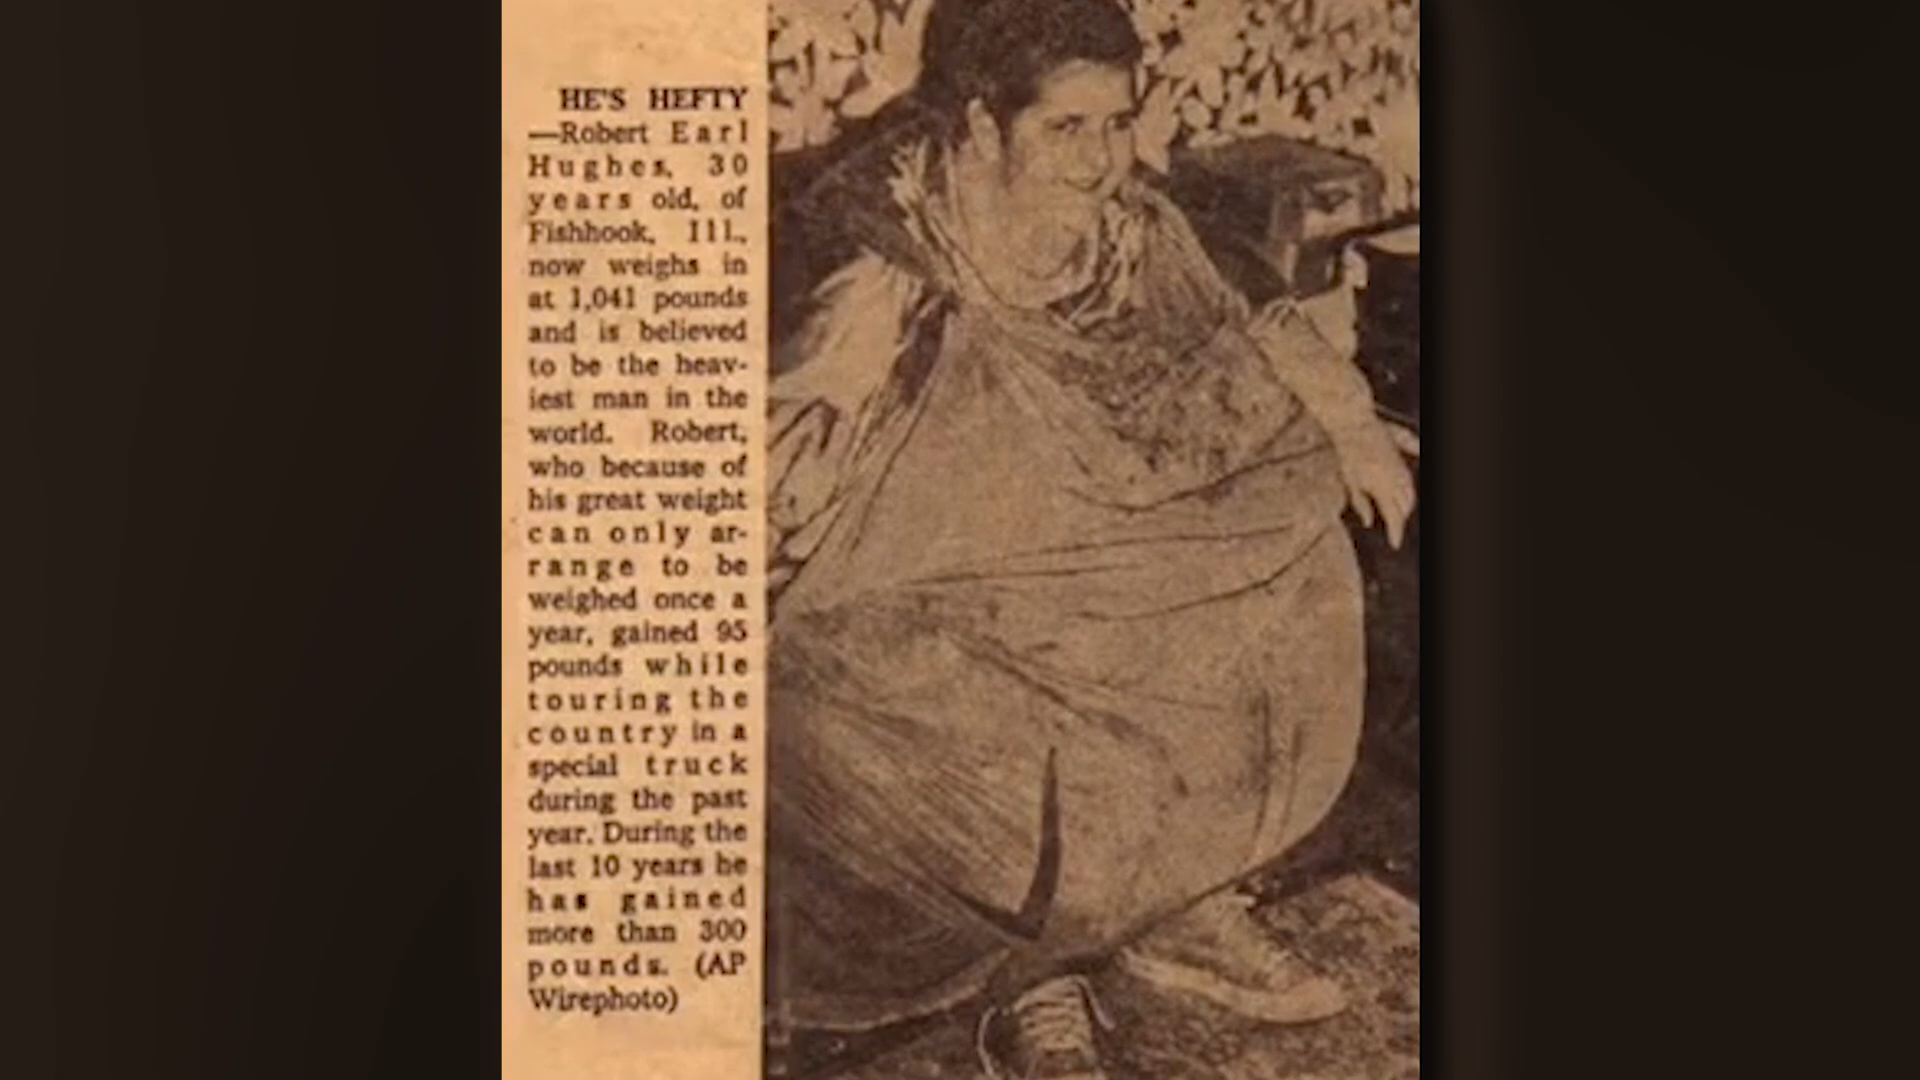 HE'S HEFTY
—Robert Earl
Hughes, 30
years old, of
Fishhook, Ill.,
now weighs in
at 1,041 pounds
and is believed
to be the heav-
iest man in the
world. Robert,
who because of
his great weight
can only ar-
range to be
weighed once a
year, gained 95
pounds while
touring the
country in a
special truck
during the past
year. During the
last 10 years he
has gained
more than 300
pounds. (AP
Wirephoto)